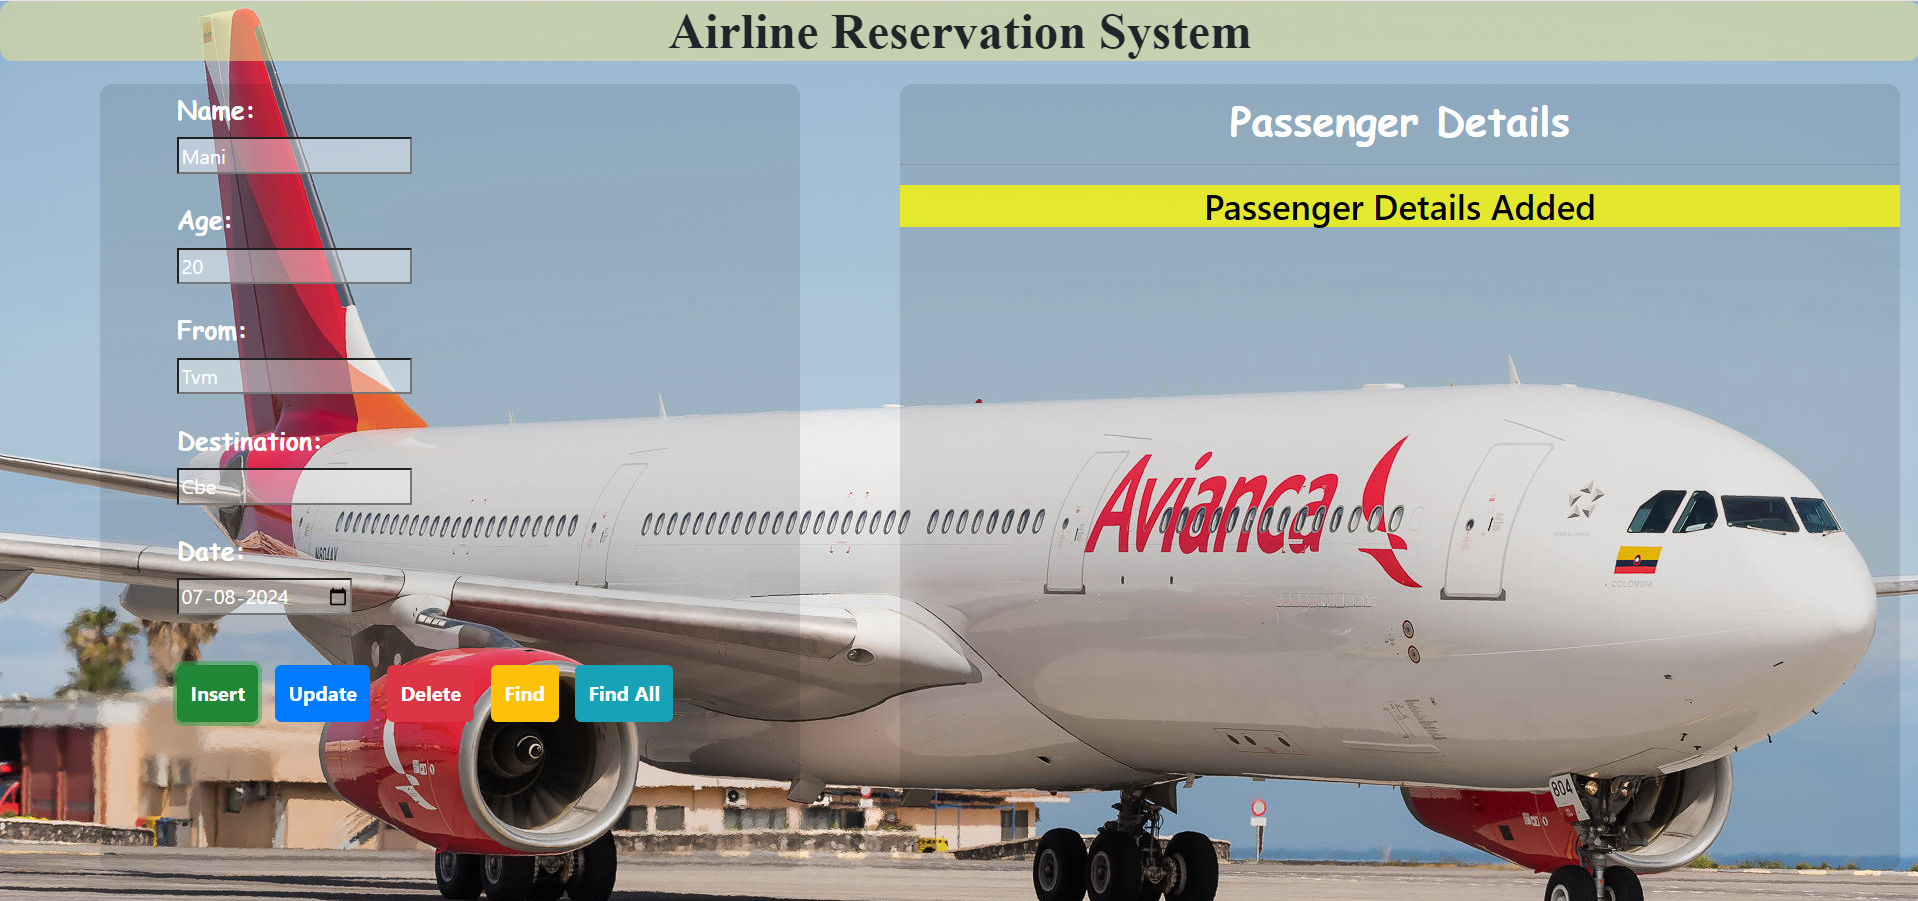 Airline Reservation System
Name:
Mani
Age:
20
From:
Tvm
Destination:
Cbe
Date:
07-08-2024
Insert Update Delete Find Find All
Passenger Details
Passenger Details Added
Avianca
COLOMBIA
804